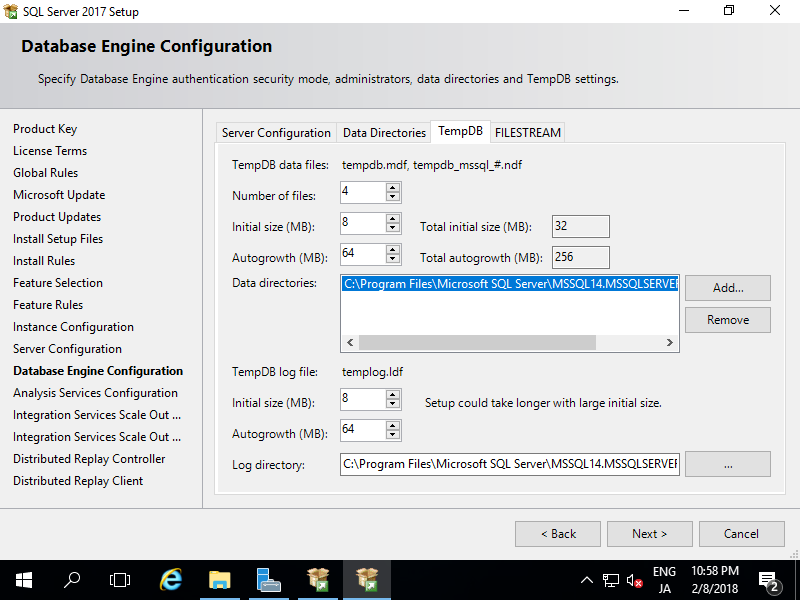 SQL Server 2017 Setup
Database Engine Configuration
Specify Database Engine authentication security mode, administrators, data directories and TempDB settings.
Product Key
License Terms
Global Rules
Microsoft Update
Product Updates
Install Setup Files
Install Rules
Feature Selection
Feature Rules
Instance Configuration
Server Configuration
Database Engine Configuration
Analysis Services Configuration
Integration Services Scale Out ...
Integration Services Scale Out ...
Distributed Replay Controller
Distributed Replay Client
Server Configuration Data Directories TempDB FILESTREAM
TempDB data files: tempdb.mdf, tempdb_mssql_#.ndf
Number of files: 4
Initial size (MB): 8 Total initial size (MB): 32
Autogrowth (MB): 64 Total autogrowth (MB): 256
Data directories: C:\Program Files\Microsoft SQL Server\MSSQL14.MSSQLSERVER Add...
Remove
TempDB log file: templog.ldf
Initial size (MB): 8 Setup could take longer with large initial size.
Autogrowth (MB): 64
Log directory: C:\Program Files\Microsoft SQL Server\MSSQL14.MSSQLSERVER ...
< Back Next > Cancel
ENG 10:58 PM
JA 2/8/2018 2